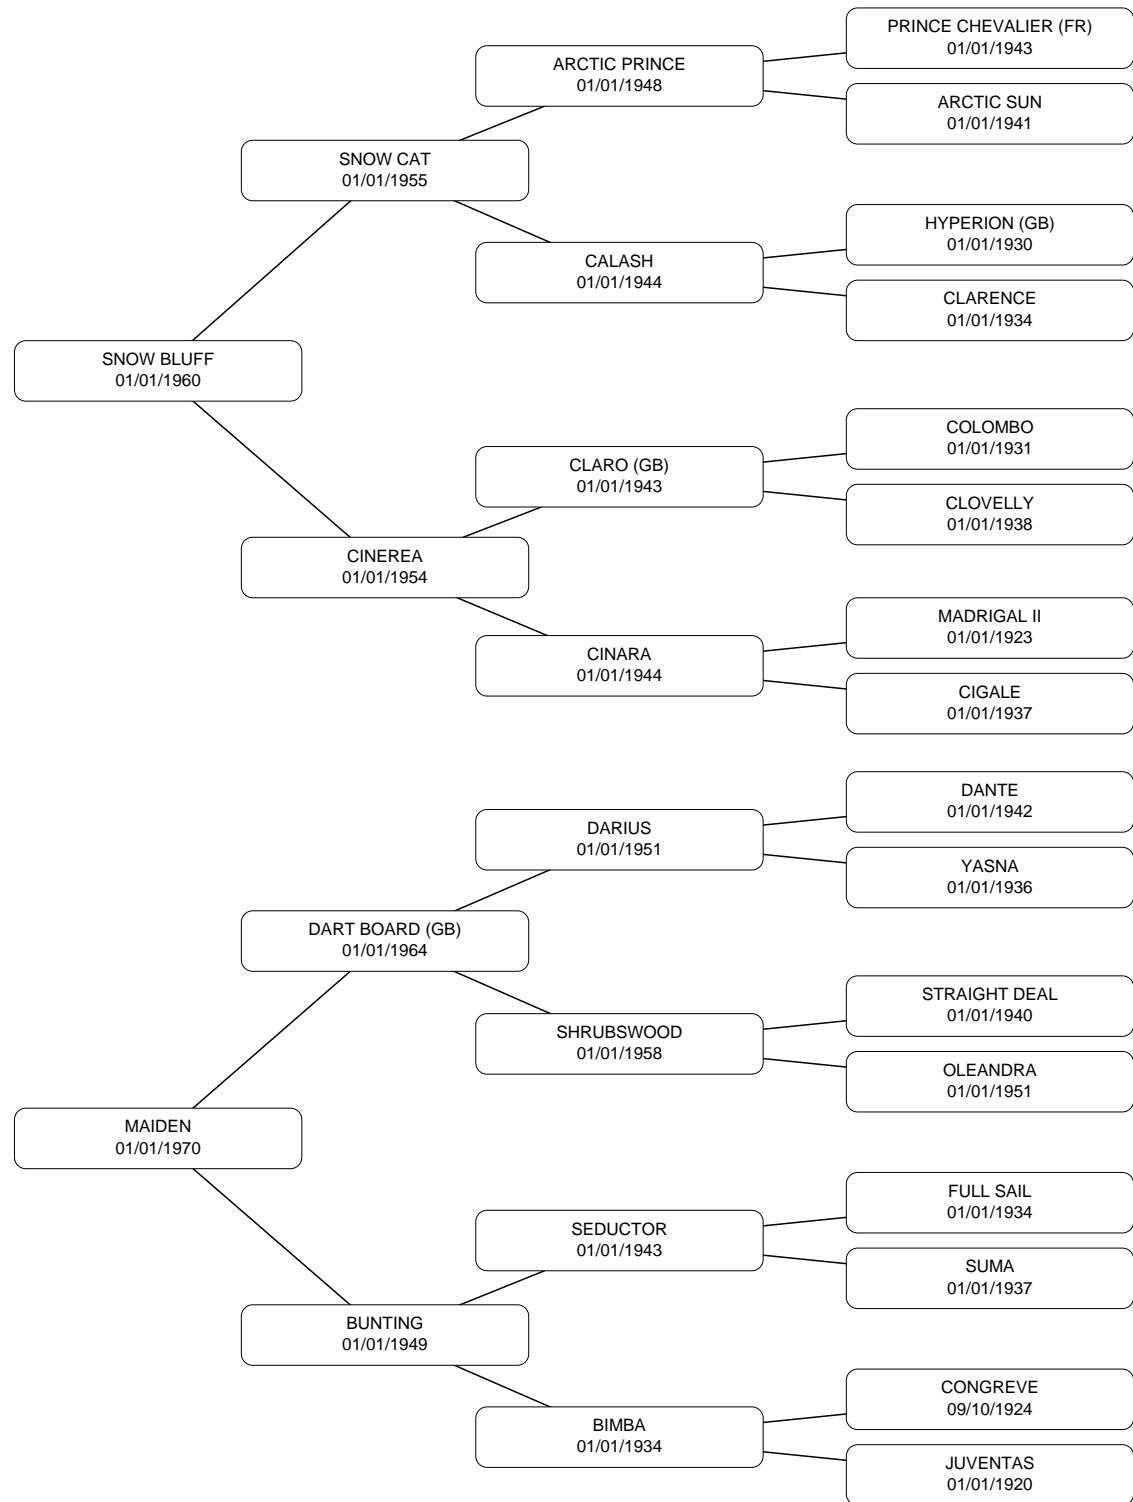 PRINCE CHEVALIER (FR)
01/01/1943
ARCTIC PRINCE
01/01/1948
ARCTIC SUN
01/01/1941
SNOW CAT
01/01/1955
HYPERION (GB)
01/01/1930
CALASH
01/01/1944
CLARENCE
01/01/1934
SNOW BLUFF
01/01/1960
COLOMBO
01/01/1931
CLARO (GB)
01/01/1943
CLOVELLY
01/01/1938
CINEREA
01/01/1954
MADRIGAL II
01/01/1923
CINARA
01/01/1944
CIGALE
01/01/1937
DANTE
01/01/1942
DARIUS
01/01/1951
YASNA
01/01/1936
DART BOARD (GB)
01/01/1964
STRAIGHT DEAL
01/01/1940
SHRUBSWOOD
01/01/1958
OLEANDRA
01/01/1951
MAIDEN
01/01/1970
FULL SAIL
01/01/1934
SEDUCTOR
01/01/1943
SUMA
01/01/1937
BUNTING
01/01/1949
CONGREVE
09/10/1924
BIMBA
01/01/1934
JUVENTAS
01/01/1920